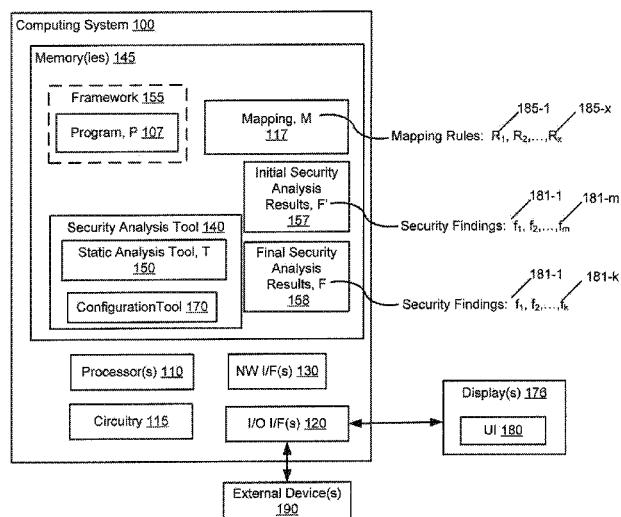 Computing System 100
Memory(ies) 145
Framework 155
Program, P 107
Mapping, M
117
185-1
185-x
Mapping Rules: R1, R2,...,Rx
Initial Security
Analysis
Results, F'
157
181-1
181-m
Security Findings: f1, f2,...,fm
Security Analysis Tool 140
Static Analysis Tool, T
150
ConfigurationTool 170
Final Security
Analysis
Results, F
158
181-1
181-k
Security Findings: f1, f2,...,fk
Processor(s) 110
NW I/F(s) 130
Circuitry 115
I/O I/F(s) 120
Display(s) 176
UI 180
External Device(s)
190